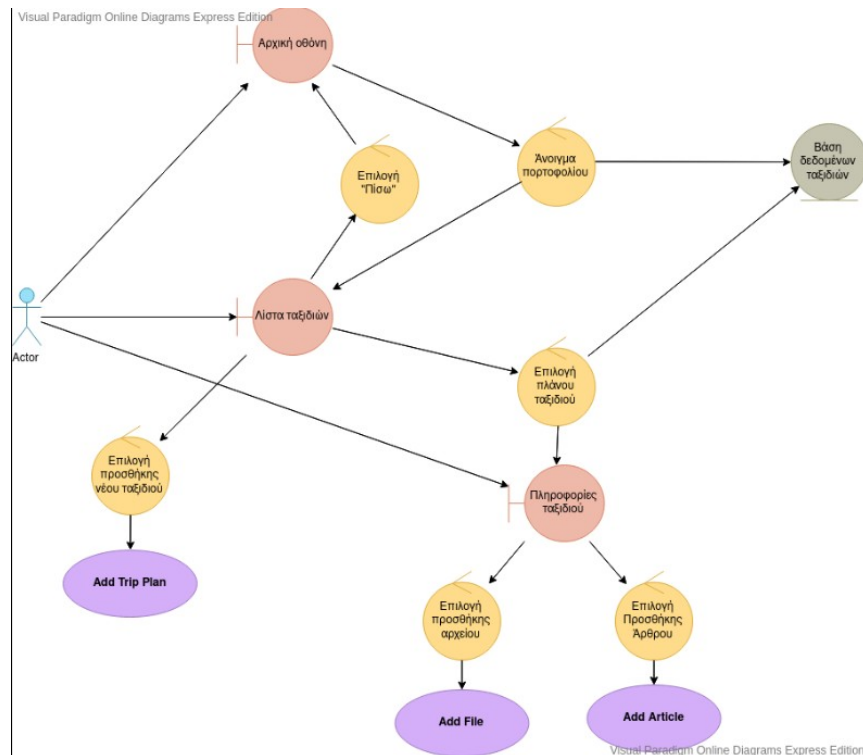 Visual Paradigm Online Diagrams Express Edition
Αρχική οθόνη
Επιλογή
"Πίσω"
Άνοιγμα
πορτοφολίου
Βάση
δεδομένων
ταξιδιών
Actor
Λίστα ταξιδιών
Επιλογή
πλάνου
ταξιδιού
Επιλογή
προσθήκης
νέου ταξιδιού
Πληροφορίες
ταξιδιού
Add Trip Plan
Επιλογή
προσθήκης
αρχείου
Επιλογή
Προσθήκης
Άρθρου
Add File
Add Article
Visual Paradigm Online Diagrams Express Edition